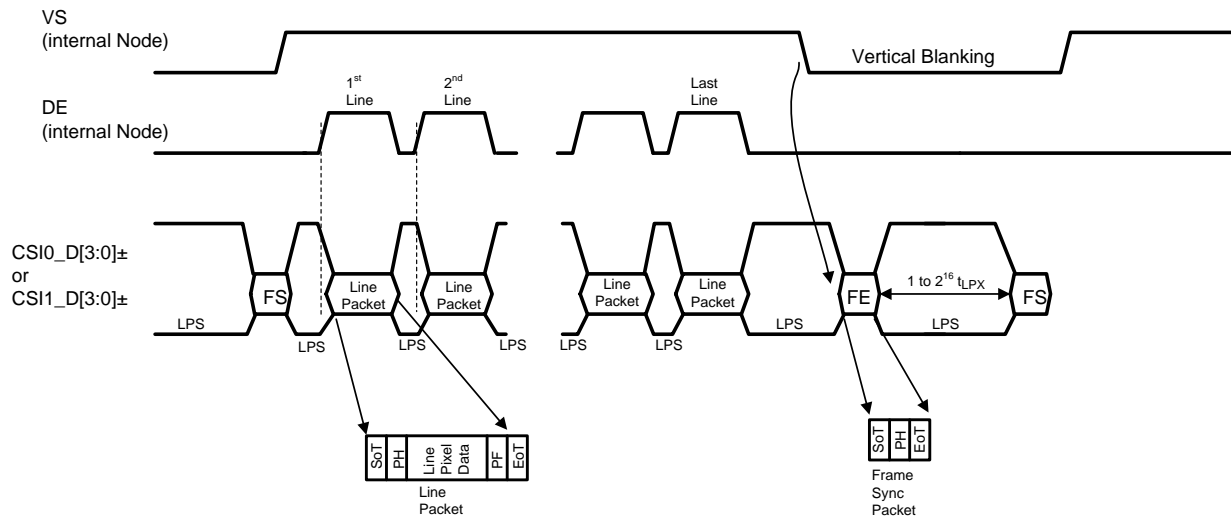 VS
(internal Node)
Vertical Blanking
1st
Line
2nd
Line
Last
Line
DE
(internal Node)
CSI0_D[3:0]±
or
CSI1_D[3:0]±
FS
Line
Packet
Line
Packet
Line
Packet
Line
Packet
FE
1 to 2^16 tLPX
FS
LPS
LPS
LPS
LPS
LPS
LPS
LPS
LPS
SoT
PH
Line
Pixel
Data
PF
EoT
Line
Packet
SoT
PH
EoT
Frame
Sync
Packet